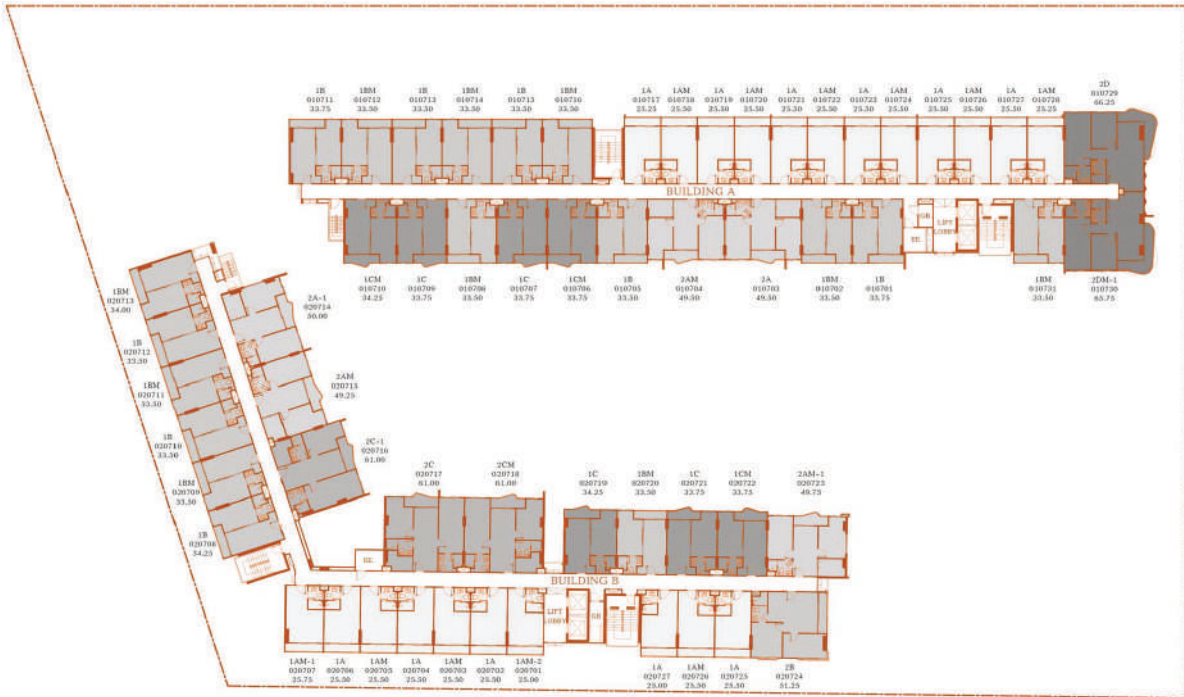 1B
010711
33.75
1BM
010712
33.50
1B
010713
33.50
1BM
010714
33.50
1B
010715
33.50
1BM
010716
33.50
1A
010717
25.25
1AM
010718
25.50
1A
010719
25.50
1AM
010720
25.50
1A
010721
25.50
1AM
010722
25.50
1A
010723
25.50
1AM
010724
25.50
1A
010725
25.50
1AM
010726
25.50
1A
010727
25.50
1AM
010728
25.25
2D
010729
66.25
BUILDING A
GB
EE.
LIFT
LOBBY
1CM
010710
34.25
1C
010709
33.75
1BM
010708
33.50
1C
010707
33.75
1CM
010706
33.75
1B
010705
33.50
2AM
010704
49.50
2A
010703
49.50
1BM
010702
33.50
1B
010701
33.75
1BM
010731
33.50
2DM-1
010730
65.75
1BM
020713
34.00
1B
020712
33.50
1BM
020711
33.50
1B
020710
33.50
1BM
020709
33.50
1B
020708
34.25
2A-1
020714
50.00
2AM
020715
49.25
2C-1
020716
61.00
2C
020717
61.00
2CM
020718
61.00
1C
020719
34.25
1BM
020720
33.50
1C
020721
33.75
1CM
020722
33.75
2AM-1
020723
49.75
EE.
BUILDING B
LIFT
LOBBY
GB
1AM-1
020707
25.75
1A
020706
25.50
1AM
020705
25.50
1A
020704
25.50
1AM
020703
25.50
1A
020702
25.50
1AM-2
020701
25.00
1A
020727
25.00
1AM
020726
25.50
1A
020725
25.50
2B
020724
51.25